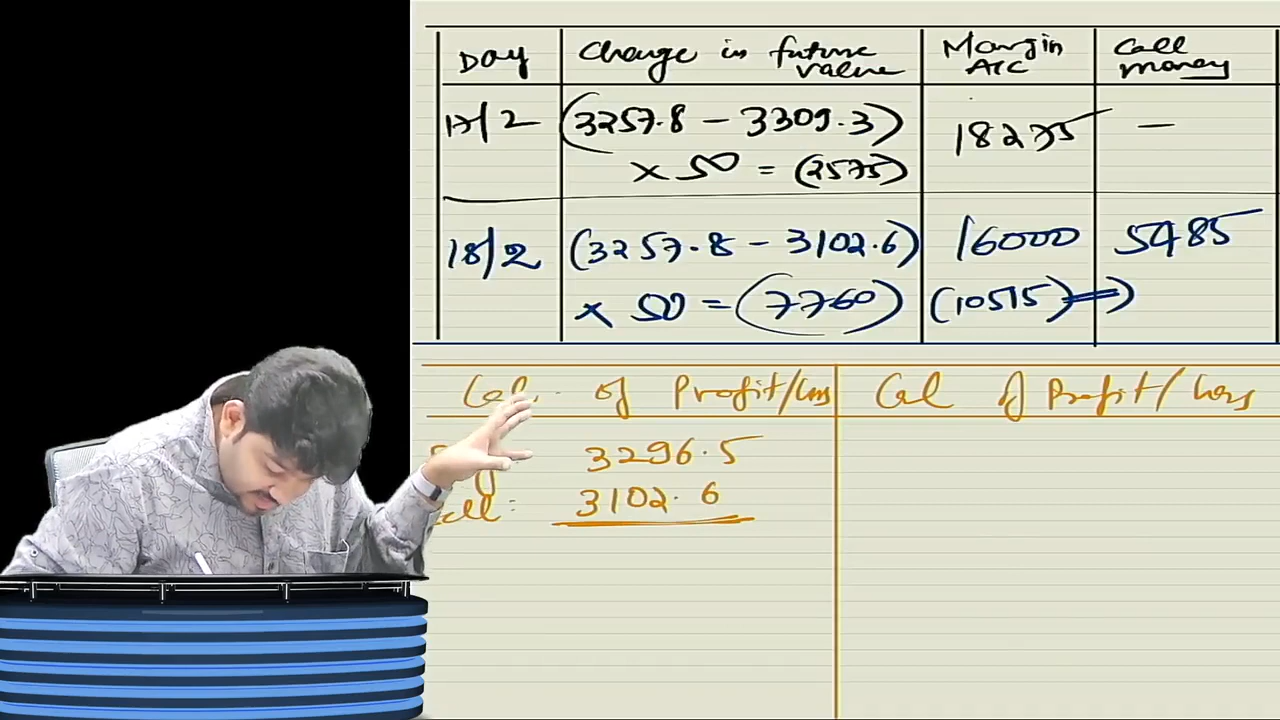 Day Change in future value Margin A/C Call money
17/2 (3257.8 - 3309.3) 18275 —
× 50 = (2575)
18/2 (3257.8 - 3102.6) 16000 5485
× 50 = (7760) (10515)
Cal. of Profit/Loss Cal of Profit/Loss
3296.5
3102.6